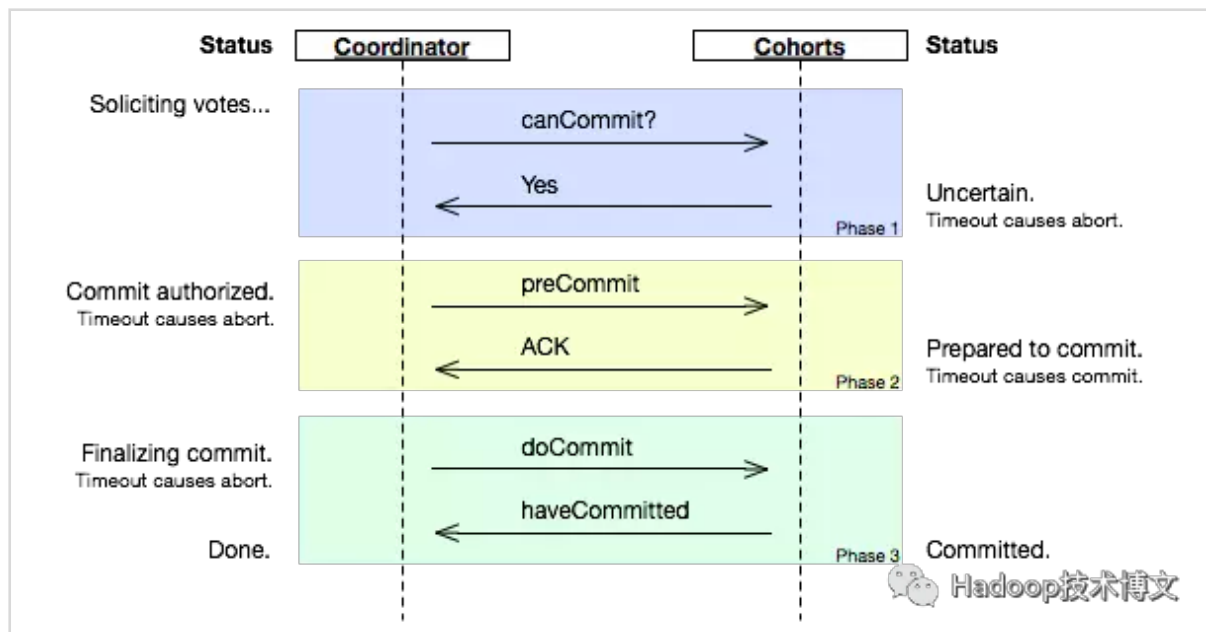 Status
Coordinator
Cohorts
Status
Soliciting votes...
canCommit?
Yes
Uncertain.
Timeout causes abort.
Phase 1
Commit authorized.
Timeout causes abort.
preCommit
ACK
Prepared to commit.
Timeout causes commit.
Phase 2
Finalizing commit.
Timeout causes abort.
doCommit
haveCommitted
Done.
Phase 3
Committed.
Hadoop技术博文